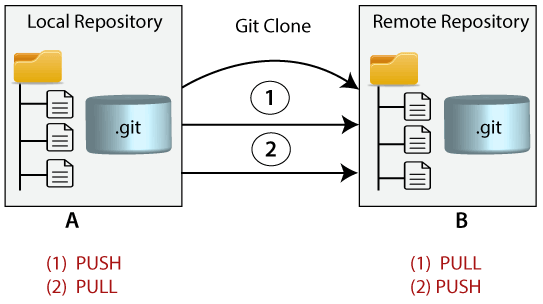 Local Repository
Git Clone
Remote Repository
1
.git
.git
2
A
B
(1) PUSH
(2) PULL
(1) PULL
(2) PUSH